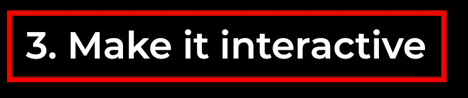 3. Make it interactive